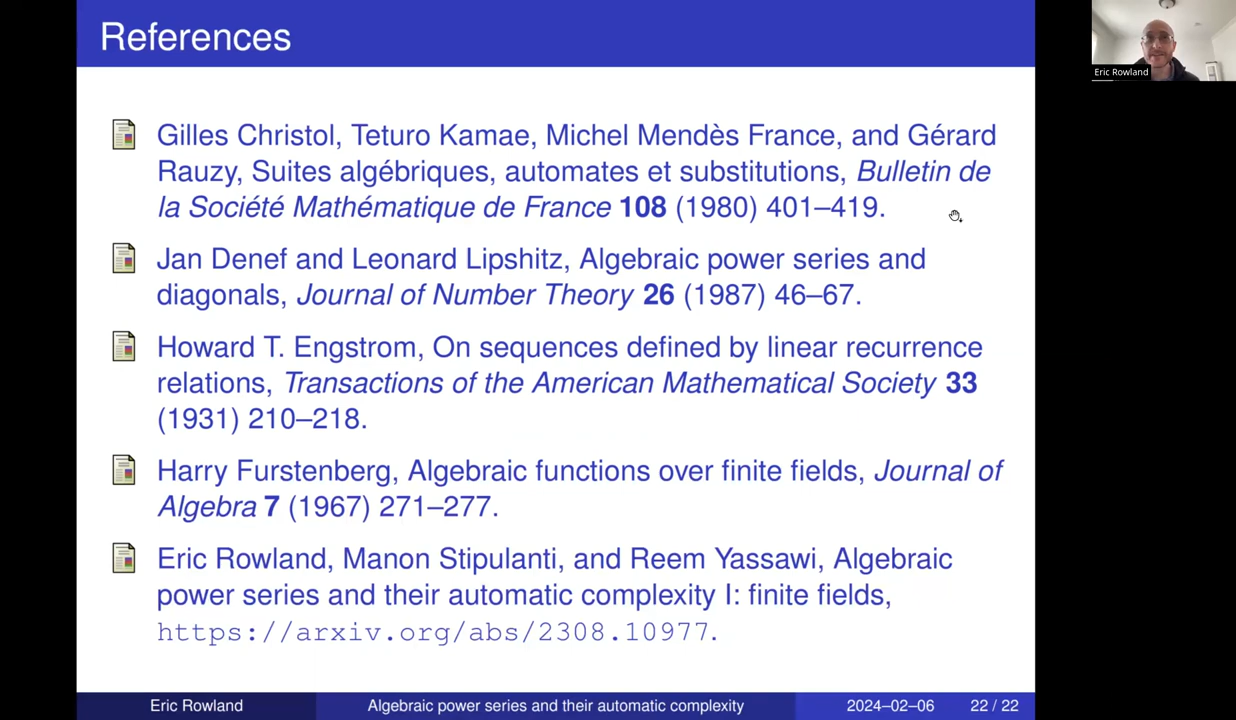 References
Eric Rowland
Gilles Christol, Teturo Kamae, Michel Mendès France, and Gérard
Rauzy, Suites algébriques, automates et substitutions, Bulletin de
la Société Mathématique de France 108 (1980) 401–419.
Jan Denef and Leonard Lipshitz, Algebraic power series and
diagonals, Journal of Number Theory 26 (1987) 46–67.
Howard T. Engstrom, On sequences defined by linear recurrence
relations, Transactions of the American Mathematical Society 33
(1931) 210–218.
Harry Furstenberg, Algebraic functions over finite fields, Journal of
Algebra 7 (1967) 271–277.
Eric Rowland, Manon Stipulanti, and Reem Yassawi, Algebraic
power series and their automatic complexity I: finite fields,
https://arxiv.org/abs/2308.10977.
Eric Rowland Algebraic power series and their automatic complexity 2024–02–06 22 / 22